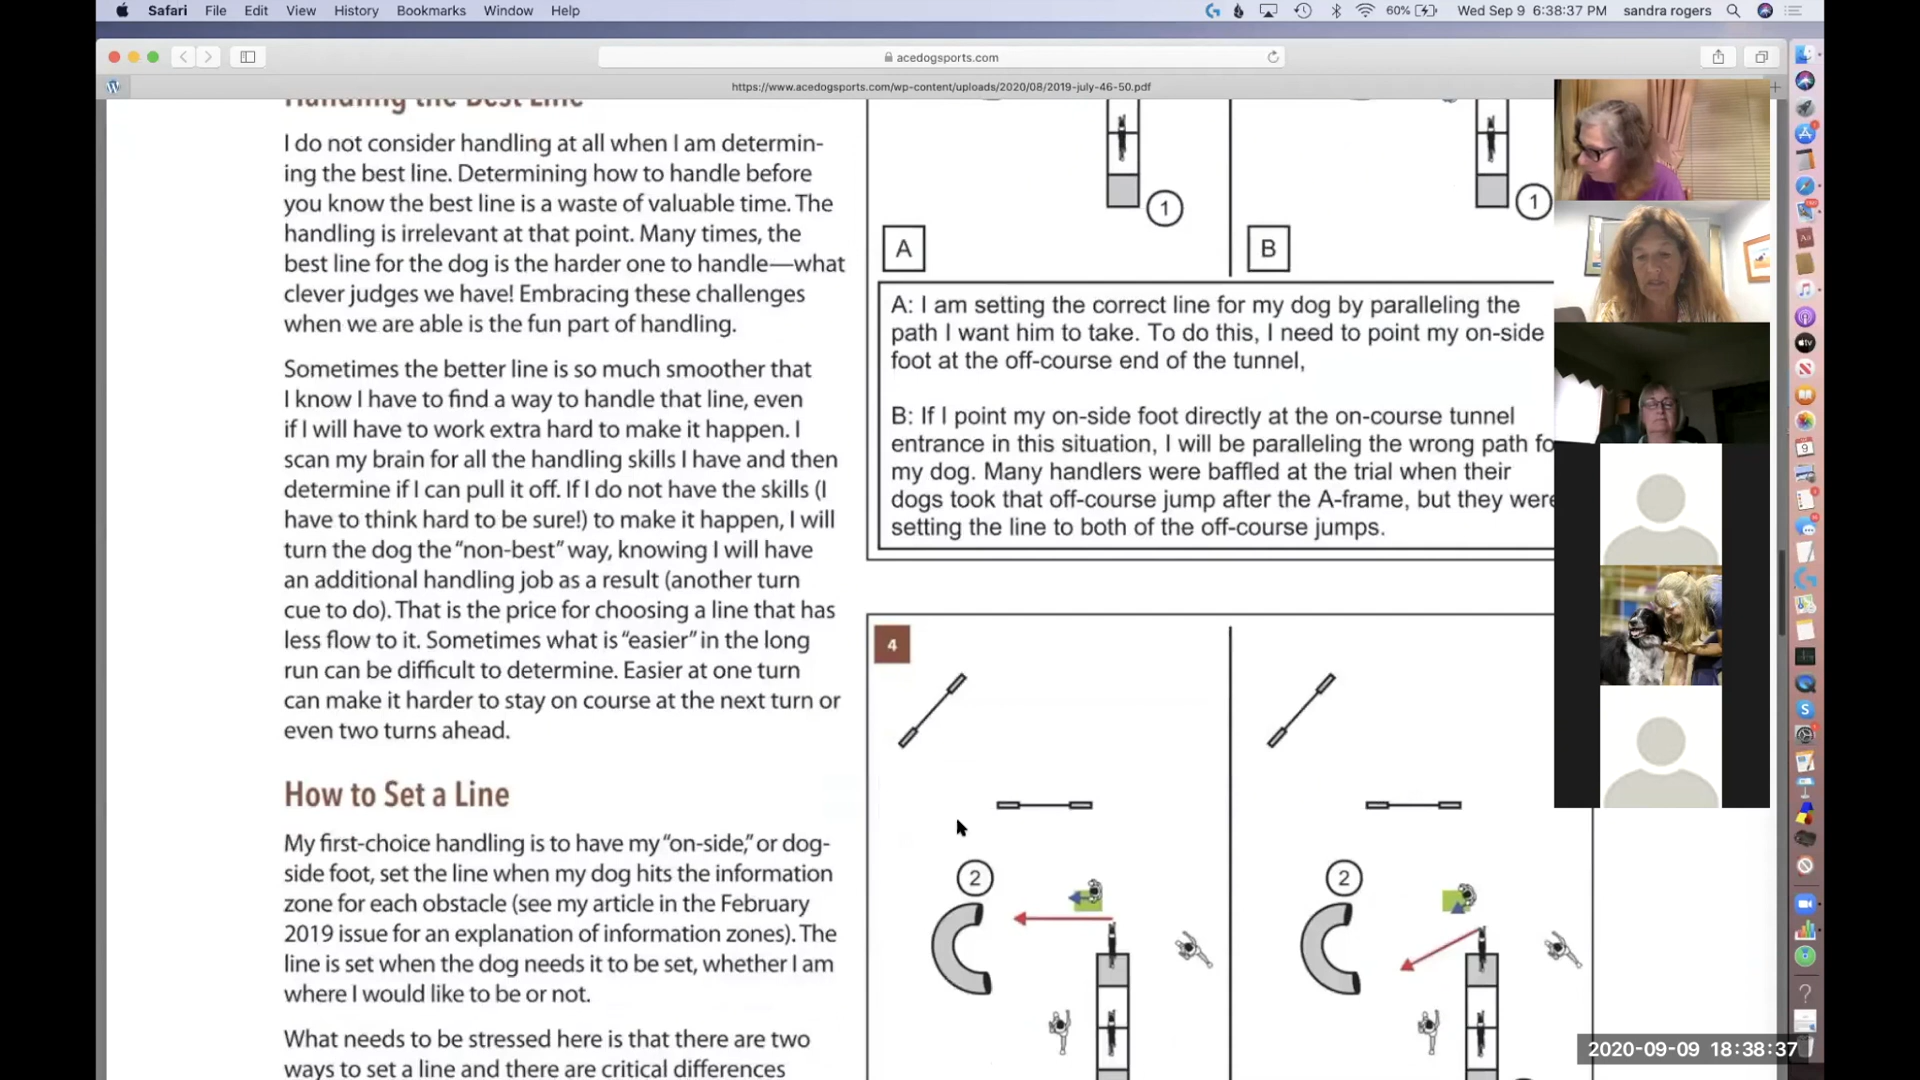 Safari File Edit View History Bookmarks Window Help
60% Wed Sep 9 6:38:37 PM sandra rogers
acedogsports.com
https://www.acedogsports.com/wp-content/uploads/2020/08/2019-july-46-50.pdf
Handling the Best Line
I do not consider handling at all when I am determin-
ing the best line. Determining how to handle before
you know the best line is a waste of valuable time. The
handling is irrelevant at that point. Many times, the
best line for the dog is the harder one to handle—what
clever judges we have! Embracing these challenges
when we are able is the fun part of handling.
Sometimes the better line is so much smoother that
I know I have to find a way to handle that line, even
if I will have to work extra hard to make it happen. I
scan my brain for all the handling skills I have and then
determine if I can pull it off. If I do not have the skills (I
have to think hard to be sure!) to make it happen, I will
turn the dog the "non-best" way, knowing I will have
an additional handling job as a result (another turn
cue to do). That is the price for choosing a line that has
less flow to it. Sometimes what is "easier" in the long
run can be difficult to determine. Easier at one turn
can make it harder to stay on course at the next turn or
even two turns ahead.
How to Set a Line
My first-choice handling is to have my "on-side," or dog-
side foot, set the line when my dog hits the information
zone for each obstacle (see my article in the February
2019 issue for an explanation of information zones). The
line is set when the dog needs it to be set, whether I am
where I would like to be or not.
What needs to be stressed here is that there are two
ways to set a line and there are critical differences
1
1
A
B
A: I am setting the correct line for my dog by paralleling the
path I want him to take. To do this, I need to point my on-side
foot at the off-course end of the tunnel,
B: If I point my on-side foot directly at the on-course tunnel
entrance in this situation, I will be paralleling the wrong path fo
my dog. Many handlers were baffled at the trial when their
dogs took that off-course jump after the A-frame, but they were
setting the line to both of the off-course jumps.
4
2
2
2020-09-09 18:38:37